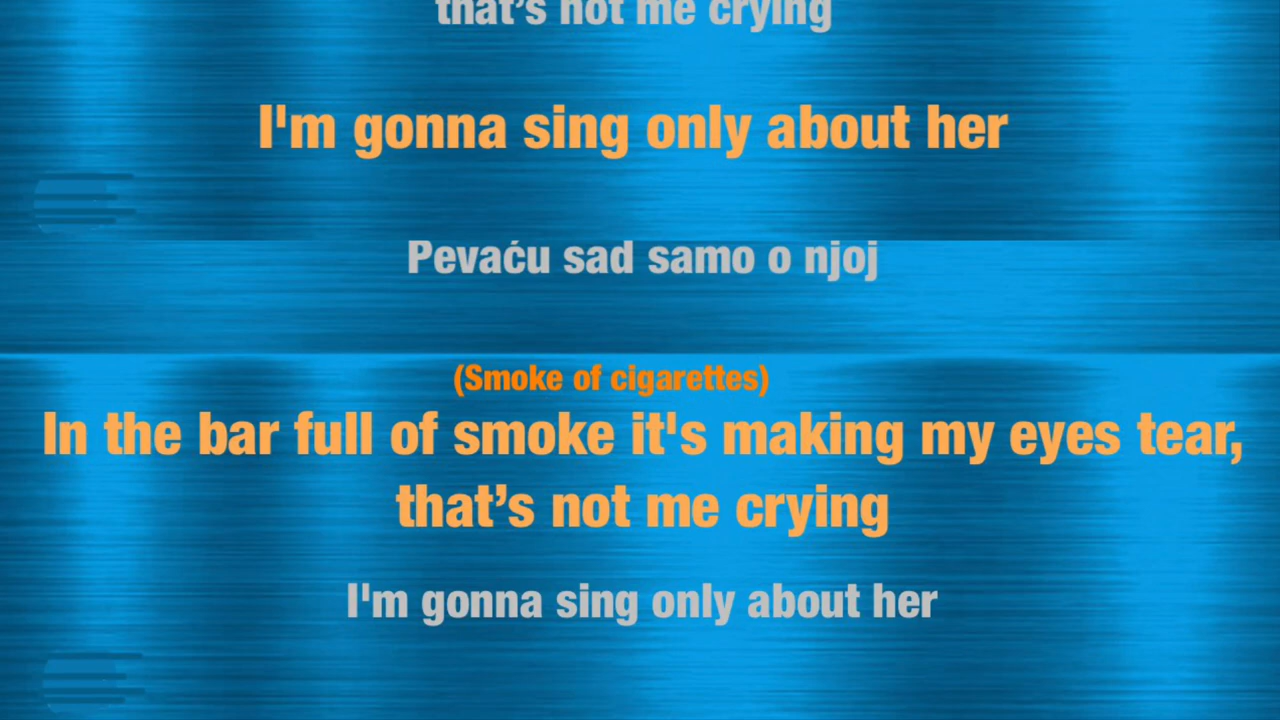 that's not me crying
I'm gonna sing only about her
Pevaću sad samo o njoj
(Smoke of cigarettes)
In the bar full of smoke it's making my eyes tear,
that’s not me crying
I'm gonna sing only about her